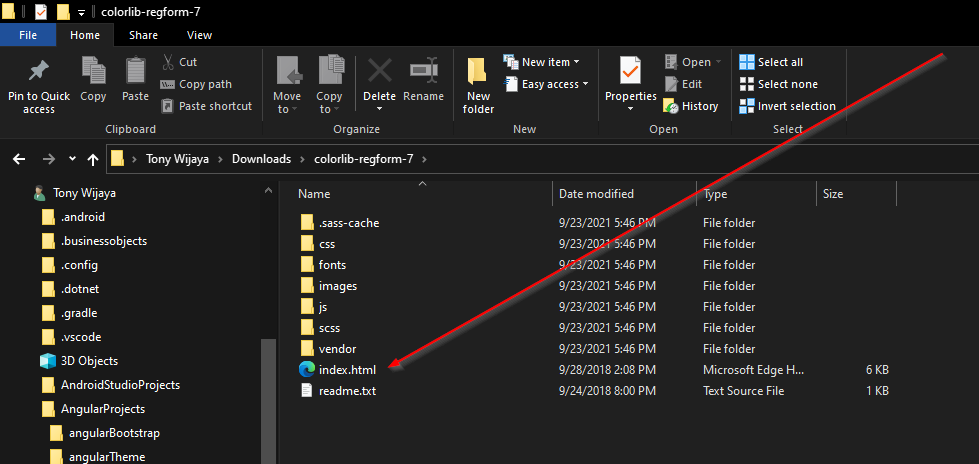 colorlib-regform-7
File Home Share View
Pin to Quick access
Copy
Paste
Cut
Copy path
Paste shortcut
Clipboard
Move to
Copy to
Delete
Rename
Organize
New folder
New item
Easy access
New
Properties
Open
Edit
History
Open
Select all
Select none
Invert selection
Select
Tony Wijaya > Downloads > colorlib-regform-7 >
Tony Wijaya
.android
.businessobjects
.config
.dotnet
.gradle
.vscode
3D Objects
AndroidStudioProjects
AngularProjects
angularBootstrap
angularTheme
Name Date modified Type Size
.sass-cache 9/23/2021 5:46 PM File folder
css 9/23/2021 5:46 PM File folder
fonts 9/23/2021 5:46 PM File folder
images 9/23/2021 5:46 PM File folder
js 9/23/2021 5:46 PM File folder
scss 9/23/2021 5:46 PM File folder
vendor 9/23/2021 5:46 PM File folder
index.html 9/28/2018 2:08 PM Microsoft Edge H... 6 KB
readme.txt 9/24/2018 8:00 PM Text Source File 1 KB